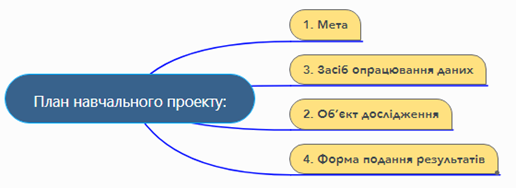 План навчального проекту:
1. Мета
3. Засіб опрацювання даних
2. Об'єкт дослідження
4. Форма подання результатів